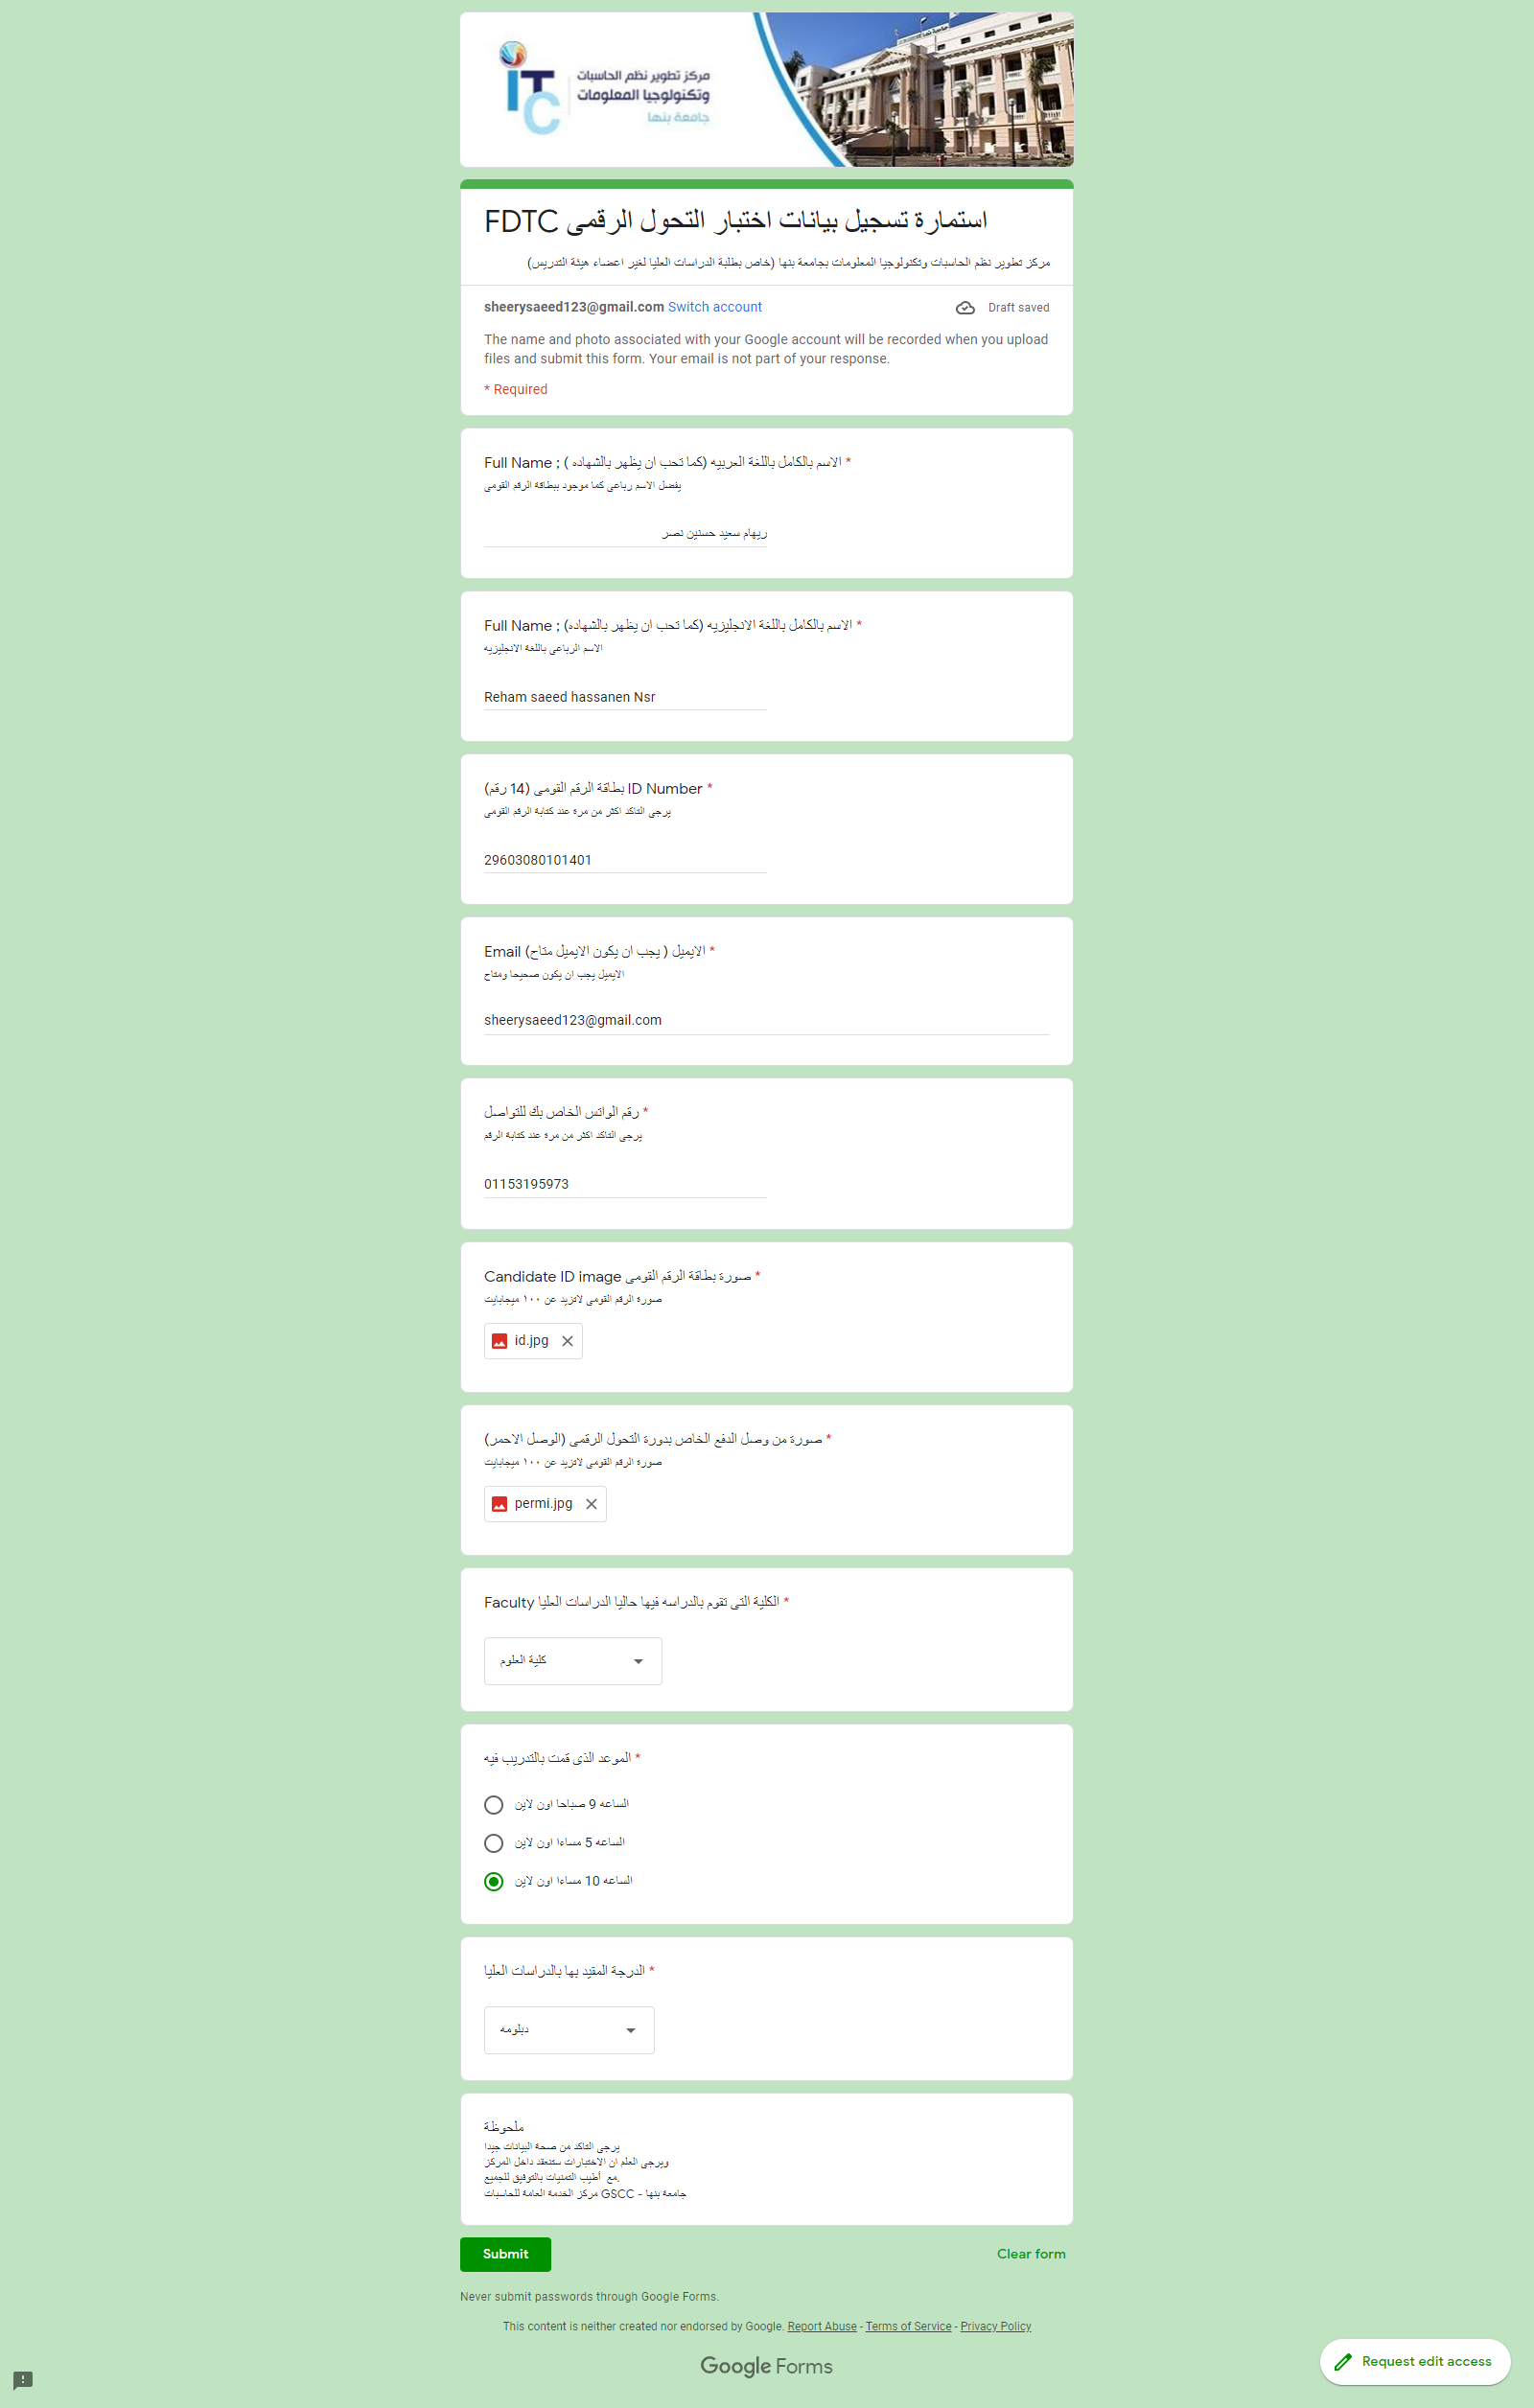 ITC
مركز تطوير نظم الحاسبات
وتكنولوجيا المعلومات
جامعة بنها
استمارة تسجيل بيانات اختبار التحول الرقمى FDTC
مركز تطوير نظم الحاسبات وتكنولوجيا المعلومات بجامعة بنها (خاص بطلبة الدراسات العليا لغير اعضاء هيئة التدريس)
sheerysaeed123@gmail.com Switch account
Draft saved
The name and photo associated with your Google account will be recorded when you upload
files and submit this form. Your email is not part of your response.
* Required
Full Name ; ( الاسم بالكامل باللغة العربيه (كما تحب ان يظهر بالشهاده *
يفضل الاسم رباعى كما موجود ببطاقة الرقم القومى
ريهام سعيد حسنين نصر
Full Name ; (الاسم بالكامل باللغة الانجليزيه (كما تحب ان يظهر بالشهاده *
الاسم الرباعى باللغة الانجليزيه
Reham saeed hassanen Nsr
بطاقة الرقم القومى (14 رقم) ID Number *
يرجى التاكد اكثر من مرة عند كتابة الرقم القومى
29603080101401
Email (الايميل ( يجب ان يكون الايميل متاح *
الايميل يجب ان يكون صحيحا ومتاح
sheerysaeed123@gmail.com
رقم الواتس الخاص بك للتواصل *
يرجى التاكد اكثر من مرة عند كتابة الرقم
01153195973
Candidate ID image صورة بطاقة الرقم القومى *
صورة الرقم القومى لاتزيد عن ١٠٠ ميجابايت
id.jpg
صورة من وصل الدفع الخاص بدورة التحول الرقمى (الوصل الاحمر) *
صورة الرقم القومى لاتزيد عن ١٠٠ ميجابايت
permi.jpg
Faculty الكلية التى تقوم بالدراسه فيها حاليا الدراسات العليا *
كلية العلوم
الموعد الذى قمت بالتدريب فيه *
الساعه 9 صباحا اون لاين
الساعه 5 مساءا اون لاين
الساعه 10 مساءا اون لاين
الدرجة المقيد بها بالدراسات العليا *
دبلومه
ملحوظة
يرجى التاكد من صحة البيانات جيدا
ويرجى العلم ان الاختبارات ستنعقد داخل المركز
مع أطيب التمنيات بالتوفيق للجميع.
مركز الخدمة العامة للحاسبات GSCC - جامعة بنها
Submit
Clear form
Never submit passwords through Google Forms.
This content is neither created nor endorsed by Google. Report Abuse - Terms of Service - Privacy Policy
Google Forms
Request edit access